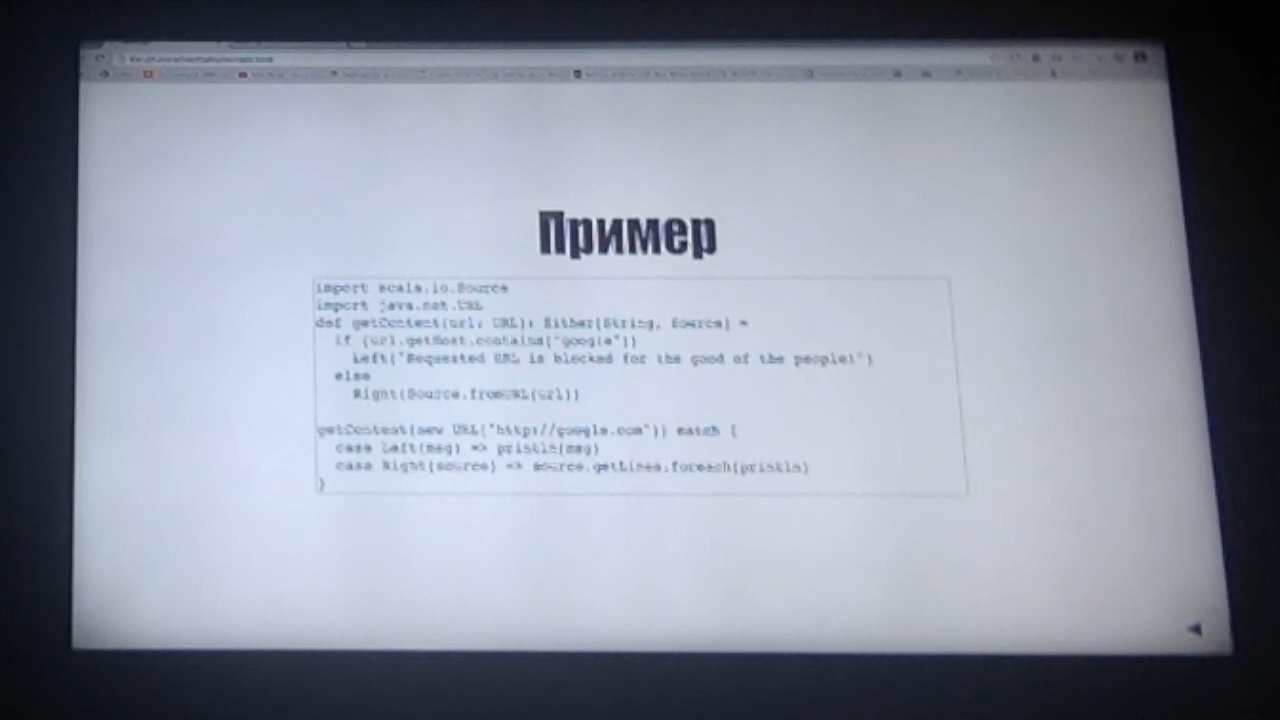 Пример
import scala.io.Source
import java.net.URL
def getContent(url: URL): Either[String, Source] =
if (url.getHost.contains("google"))
Left("Requested URL is blocked for the good of the people!")
else
Right(Source.fromURL(url))
getContent(new URL("http://google.com")) match {
case Left(msg) => println(msg)
case Right(source) => source.getLines.foreach(println)
}